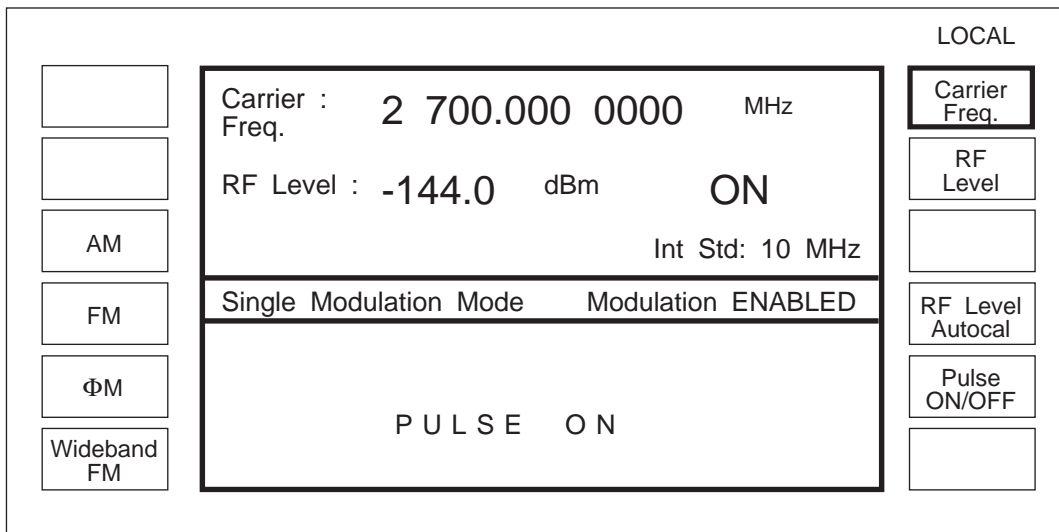 LOCAL
Carrier :
Freq.
2 700.000 0000
MHz
RF Level :
-144.0
dBm
ON
Int Std: 10 MHz
Single Modulation Mode
Modulation ENABLED
PULSE ON
AM
FM
ΦM
Wideband
FM
Carrier
Freq.
RF
Level
RF Level
Autocal
Pulse
ON/OFF